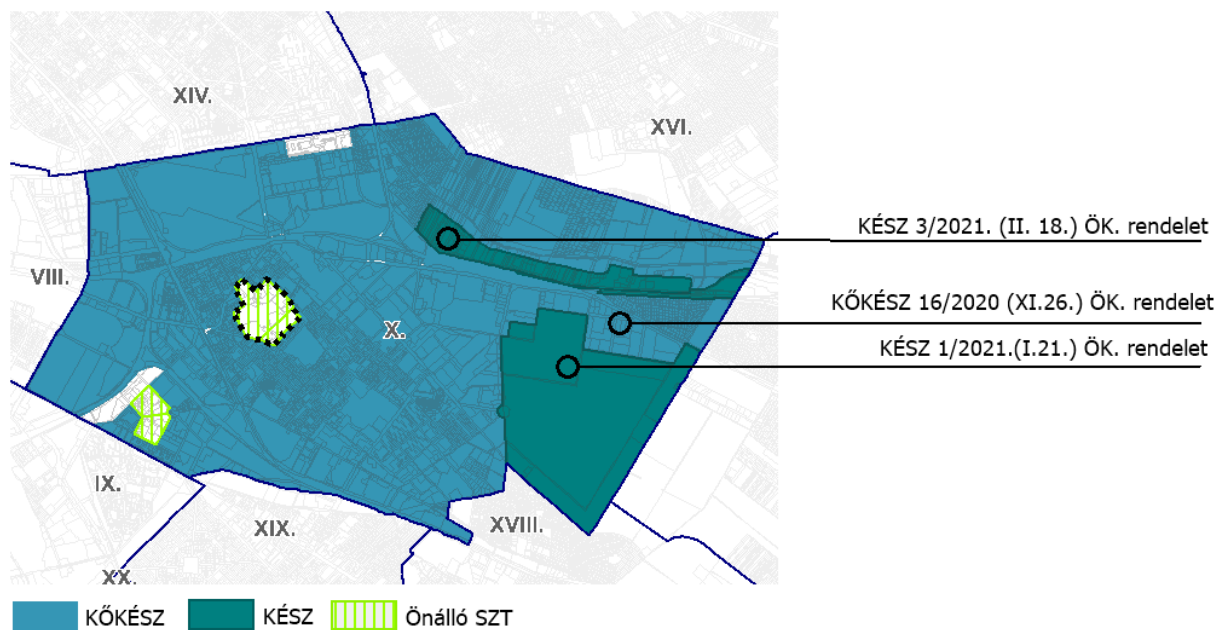 XIV.
XVI.
KÉSZ 3/2021. (II. 18.) ÖK. rendelet
VIII.
KŐKÉSZ 16/2020 (XI.26.) ÖK. rendelet
X.
KÉSZ 1/2021.(I.21.) ÖK. rendelet
IX.
XIX.
XVIII.
XX.
KŐKÉSZ
KÉSZ
Önálló SZT